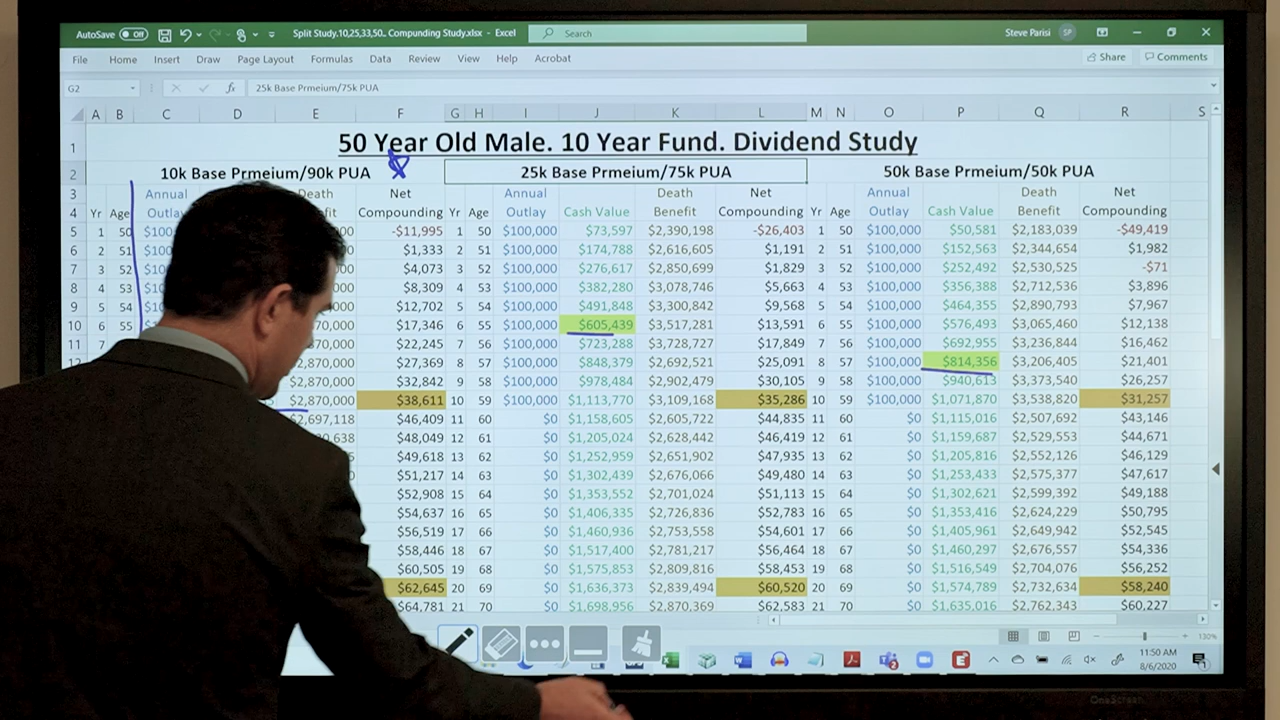 AutoSave Off Split Study.10,25,33,50.. Compunding Study.xlsx - Excel Search Steve Parisi SP
File Home Insert Draw Page Layout Formulas Data Review View Help Acrobat Share Comments
G2 fx 25k Base Prmeium/75k PUA
A B C D E F G H I J K L M N O P Q R S
1 50 Year Old Male. 10 Year Fund. Dividend Study
2 10k Base Prmeium/90k PUA 25k Base Prmeium/75k PUA 50k Base Prmeium/50k PUA
3 Annual Death Net Annual Death Net Annual Death Net
4 Yr Age Compounding Yr Age Outlay Cash Value Benefit Compounding Yr Age Outlay Cash Value Benefit Compounding
5 1 50 -$11,995 1 50 $100,000 $73,597 $2,390,198 -$26,403 1 50 $100,000 $50,581 $2,183,039 -$49,419
6 2 51 $1,333 2 51 $100,000 $174,788 $2,616,605 $1,191 2 51 $100,000 $152,563 $2,344,654 $1,982
7 3 52 $4,073 3 52 $100,000 $276,617 $2,850,699 $1,829 3 52 $100,000 $252,492 $2,530,525 -$71
8 4 53 $8,309 4 53 $100,000 $382,280 $3,078,746 $5,663 4 53 $100,000 $356,388 $2,712,536 $3,896
9 5 54 $12,702 5 54 $100,000 $491,848 $3,300,842 $9,568 5 54 $100,000 $464,355 $2,890,793 $7,967
10 6 55 $17,346 6 55 $100,000 $605,439 $3,517,281 $13,591 6 55 $100,000 $576,493 $3,065,460 $12,138
11 7 $22,245 7 56 $100,000 $723,288 $3,728,727 $17,849 7 56 $100,000 $692,955 $3,236,844 $16,462
$27,369 8 57 $100,000 $848,379 $2,692,521 $25,091 8 57 $100,000 $814,356 $3,206,405 $21,401
$2,870,000 $32,842 9 58 $100,000 $978,484 $2,902,479 $30,105 9 58 $100,000 $940,613 $3,373,540 $26,257
$2,870,000 $38,611 10 59 $100,000 $1,113,770 $3,109,168 $35,286 10 59 $100,000 $1,071,870 $3,538,820 $31,257
$2,697,118 $46,409 11 60 $0 $1,158,605 $2,605,722 $44,835 11 60 $0 $1,115,016 $2,507,692 $43,146
$48,049 12 61 $0 $1,205,024 $2,628,442 $46,419 12 61 $0 $1,159,687 $2,529,553 $44,671
$49,618 13 62 $0 $1,252,959 $2,651,902 $47,935 13 62 $0 $1,205,816 $2,552,126 $46,129
$51,217 14 63 $0 $1,302,439 $2,676,066 $49,480 14 63 $0 $1,253,433 $2,575,377 $47,617
$52,908 15 64 $0 $1,353,552 $2,701,024 $51,113 15 64 $0 $1,302,621 $2,599,392 $49,188
$54,637 16 65 $0 $1,406,335 $2,726,836 $52,783 16 65 $0 $1,353,416 $2,624,229 $50,795
$56,519 17 66 $0 $1,460,936 $2,753,558 $54,601 17 66 $0 $1,405,961 $2,649,942 $52,545
$58,446 18 67 $0 $1,517,400 $2,781,217 $56,464 18 67 $0 $1,460,297 $2,676,557 $54,336
$60,505 19 68 $0 $1,575,853 $2,809,816 $58,453 19 68 $0 $1,516,549 $2,704,076 $56,252
$62,645 20 69 $0 $1,636,373 $2,839,494 $60,520 20 69 $0 $1,574,789 $2,732,634 $58,240
$64,781 21 70 $0 $1,698,956 $2,870,369 $62,583 21 70 $0 $1,635,016 $2,762,343 $60,227
130%
11:50 AM
8/6/2020
OneScreen